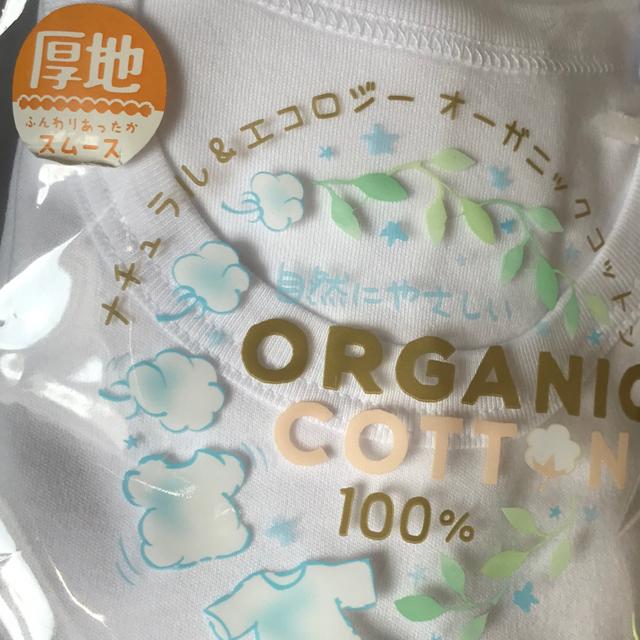 厚地
ふんわりあったか
スムース
ナチュラル&エコロジー オーガニックコットン
自然にやさしい
ORGANIC
COTTON
100%